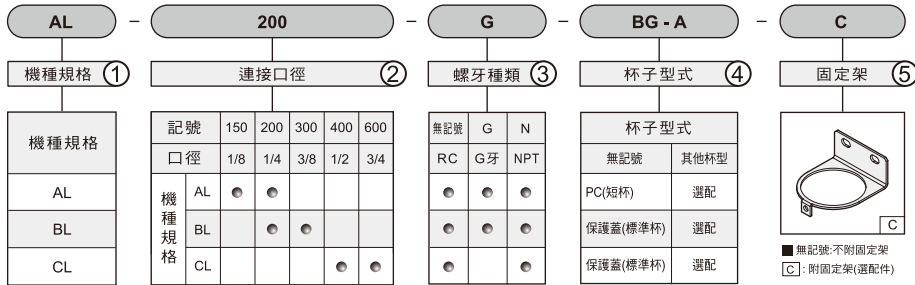 AL - 200 - G - BG - A - C
機種規格 ① 連接口徑 ② 螺牙種類 ③ 杯子型式 ④ 固定架 ⑤
機種規格
AL
BL
CL
記號 150 200 300 400 600
口徑 1/8 1/4 3/8 1/2 3/4
機種規格
AL
BL
CL
無記號 G N
RC G牙 NPT
杯子型式
無記號 其他杯型
PC(短杯) 選配
保護蓋(標準杯) 選配
保護蓋(標準杯) 選配
C
無記號:不附固定架
C : 附固定架(選配件)